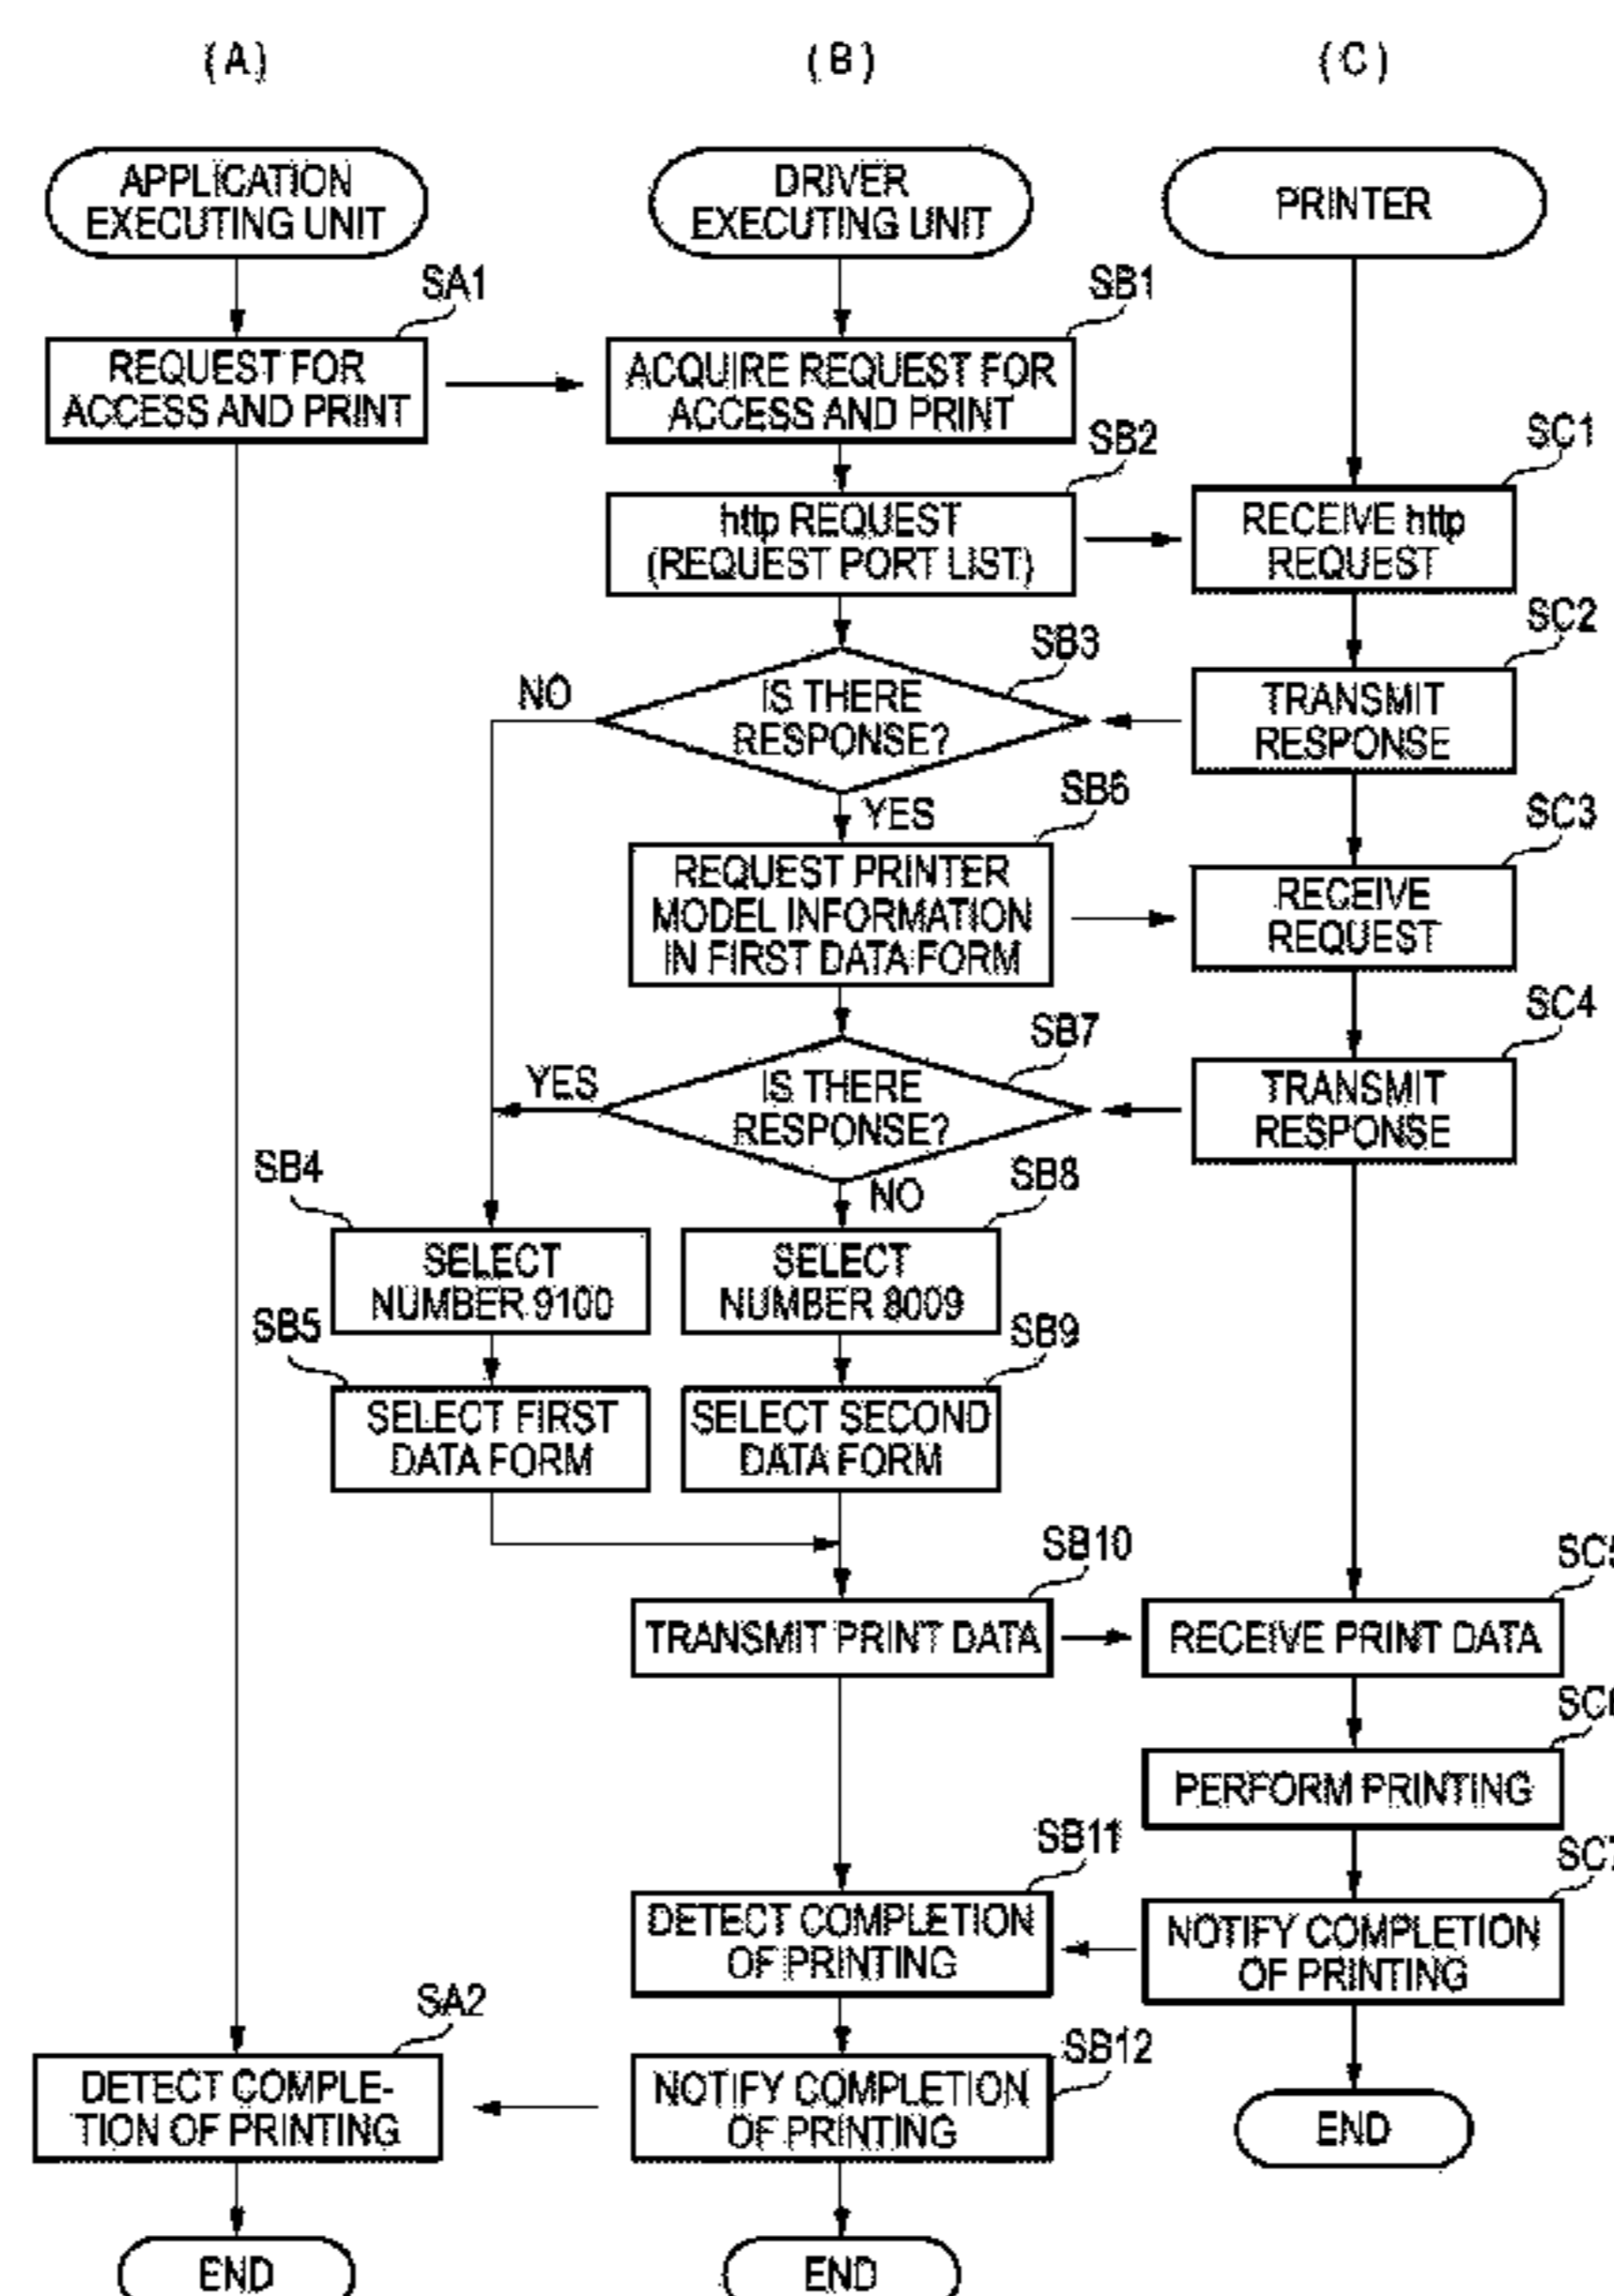 (A)
(B)
(C)
APPLICATION
EXECUTING UNIT
DRIVER
EXECUTING UNIT
PRINTER
SA1
REQUEST FOR
ACCESS AND PRINT
SB1
ACQUIRE REQUEST FOR
ACCESS AND PRINT
SB2
http REQUEST
(REQUEST PORT LIST)
SC1
RECEIVE http
REQUEST
SB3
IS THERE
RESPONSE?
NO
YES
SC2
TRANSMIT
RESPONSE
SB6
REQUEST PRINTER
MODEL INFORMATION
IN FIRST DATA FORM
SC3
RECEIVE
REQUEST
SB7
IS THERE
RESPONSE?
YES
NO
SC4
TRANSMIT
RESPONSE
SB4
SELECT
NUMBER 9100
SB8
SELECT
NUMBER 8009
SB5
SELECT FIRST
DATA FORM
SB9
SELECT SECOND
DATA FORM
SB10
TRANSMIT PRINT DATA
SC5
RECEIVE PRINT DATA
SC6
PERFORM PRINTING
SB11
DETECT COMPLETION
OF PRINTING
SC7
NOTIFY COMPLETION
OF PRINTING
SA2
DETECT COMPLE-
TION OF PRINTING
SB12
NOTIFY COMPLETION
OF PRINTING
END
END
END